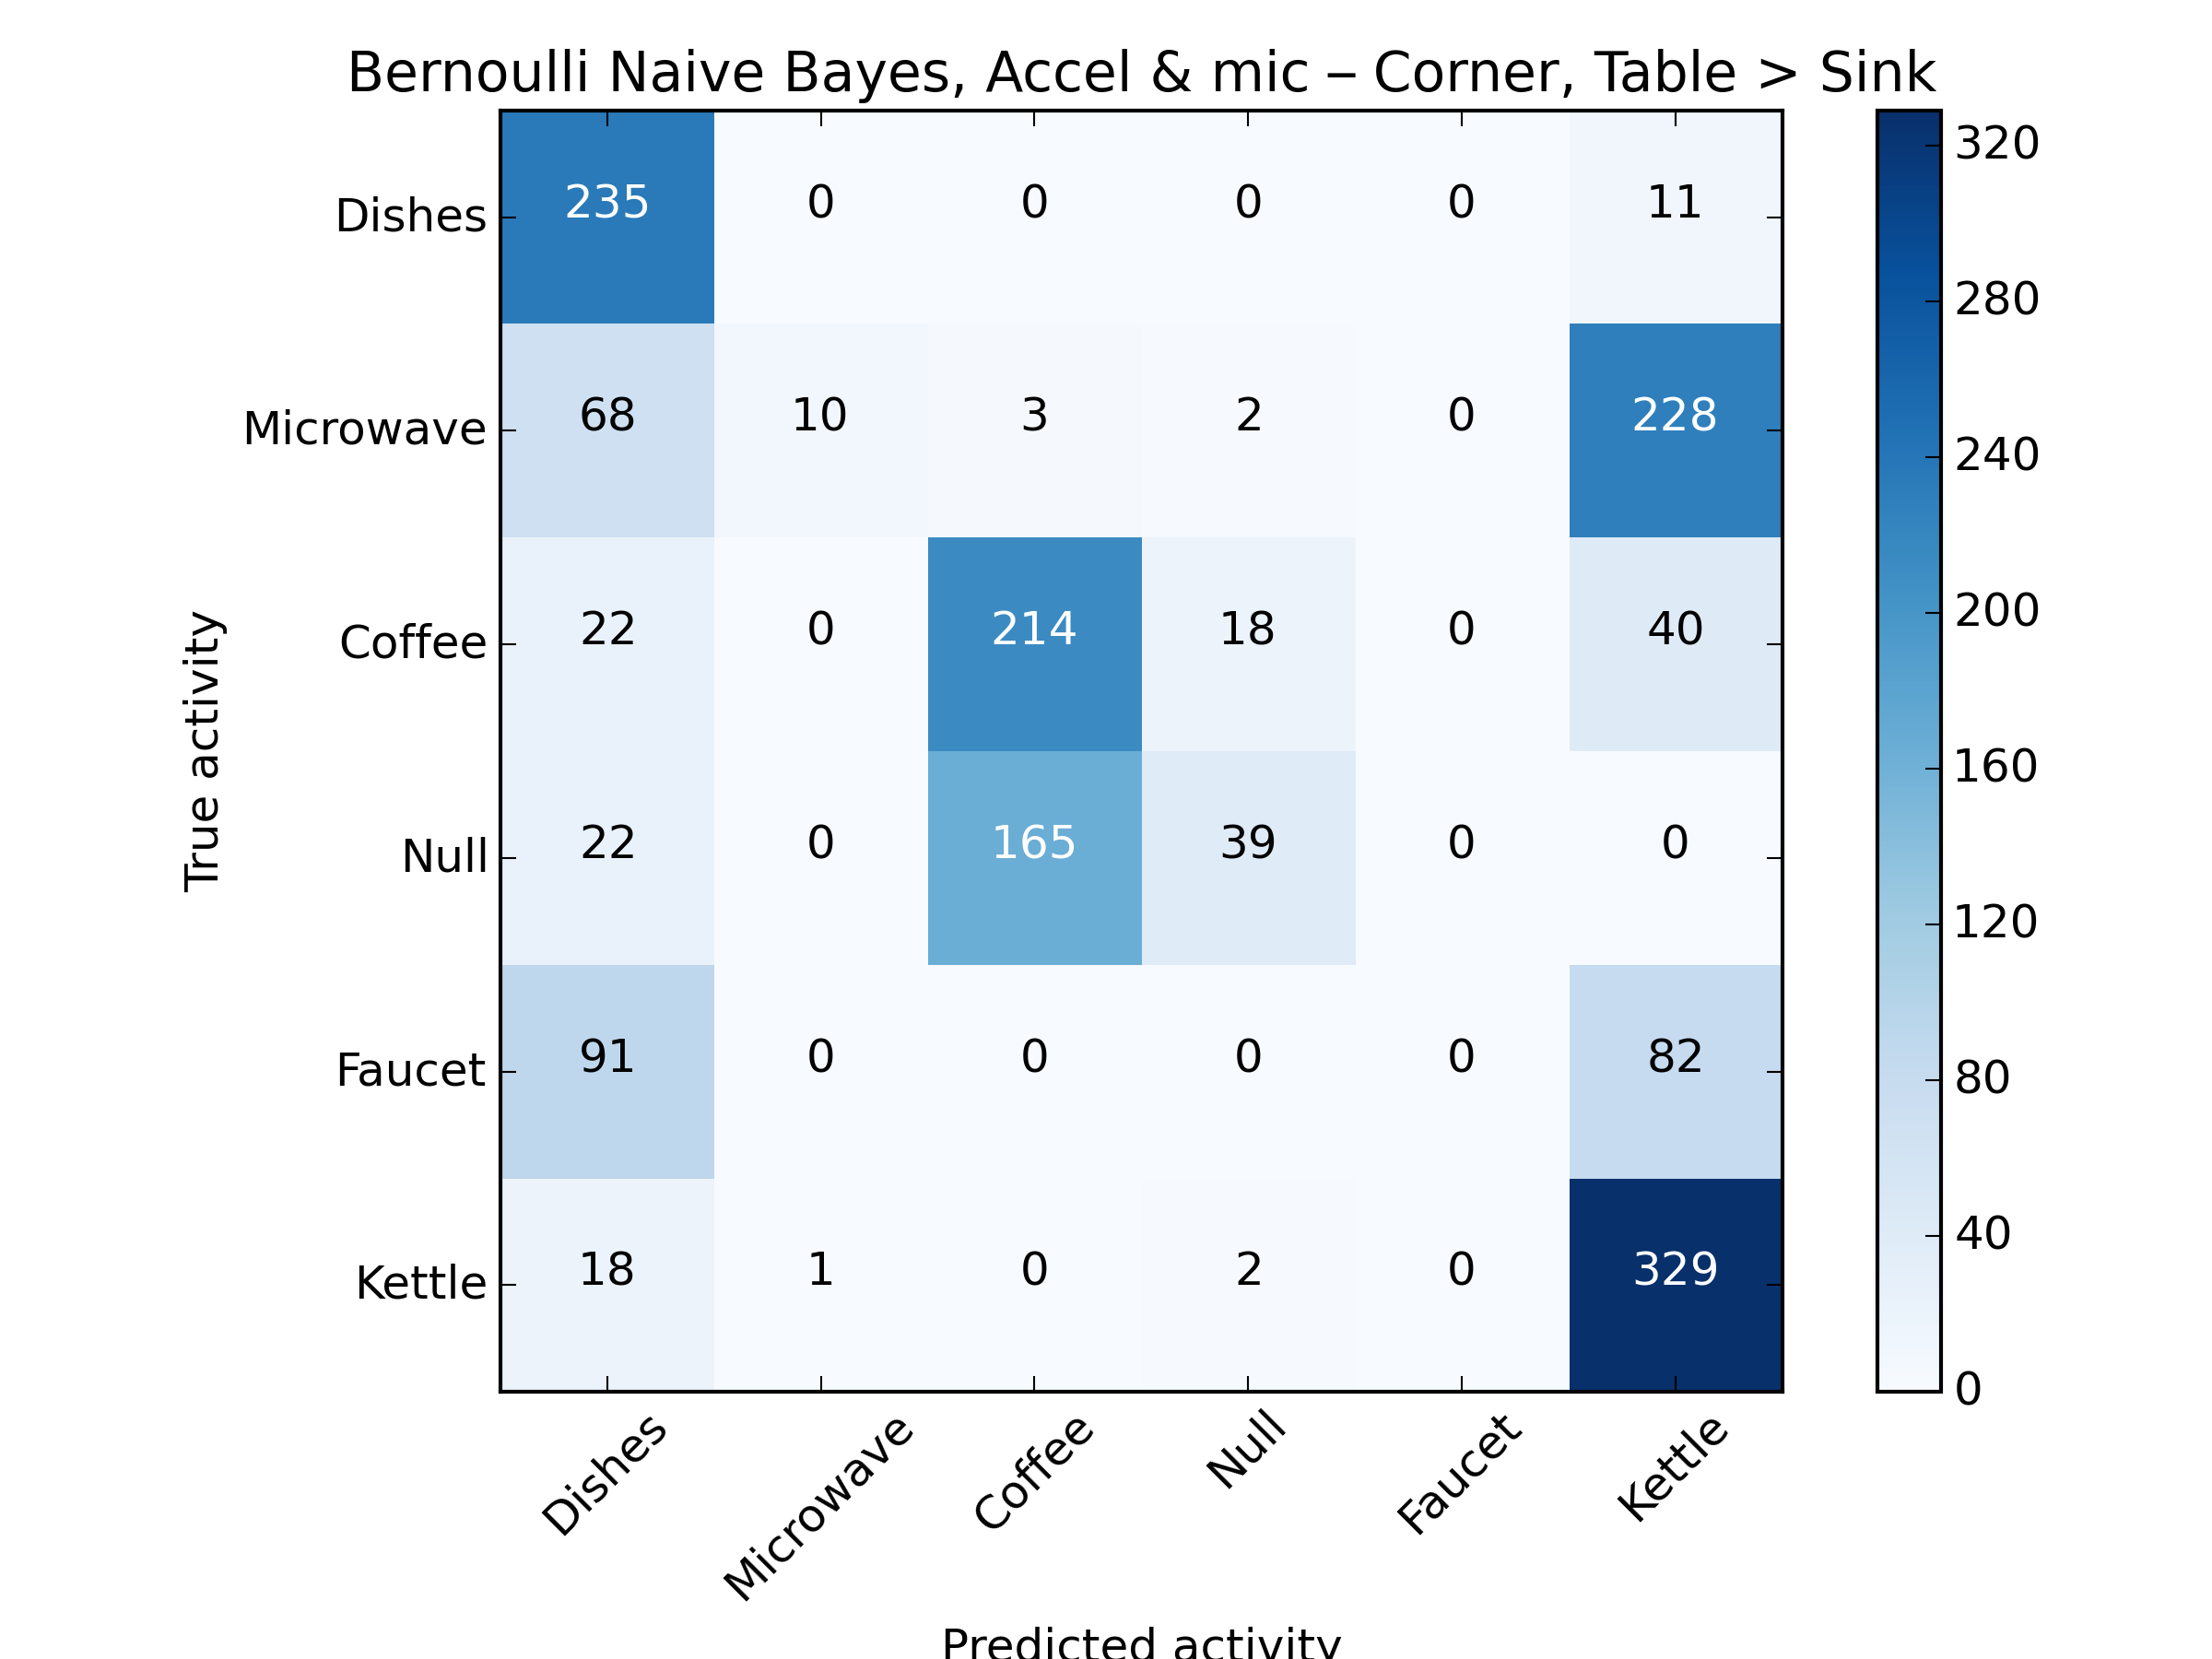 Bernoulli Naive Bayes, Accel & mic – Corner, Table > Sink
Dishes 235 0 0 0 0 11
Microwave 68 10 3 2 0 228
Coffee 22 0 214 18 0 40
Null 22 0 165 39 0 0
Faucet 91 0 0 0 0 82
Kettle 18 1 0 2 0 329
True activity
Dishes Microwave Coffee Null Faucet Kettle
Predicted activity
320
280
240
200
160
120
80
40
0